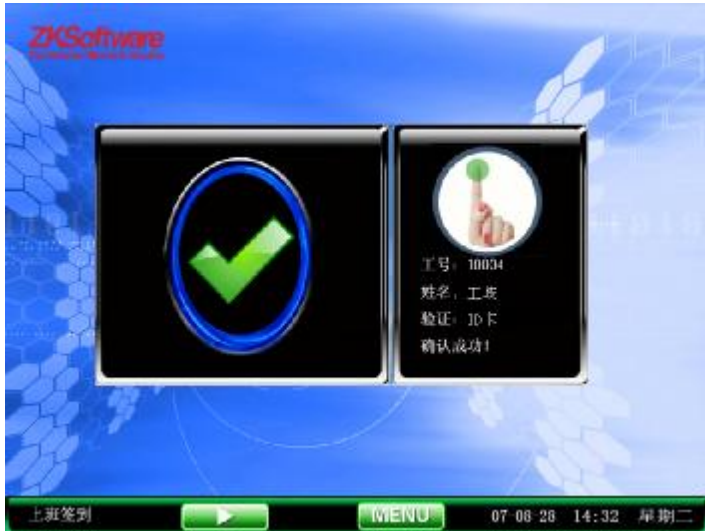 ZKSoftware
工号: 10034
姓名:
验证: ID卡
确认成功!
上班签到
MENU
07-08-28 14:32 星期二